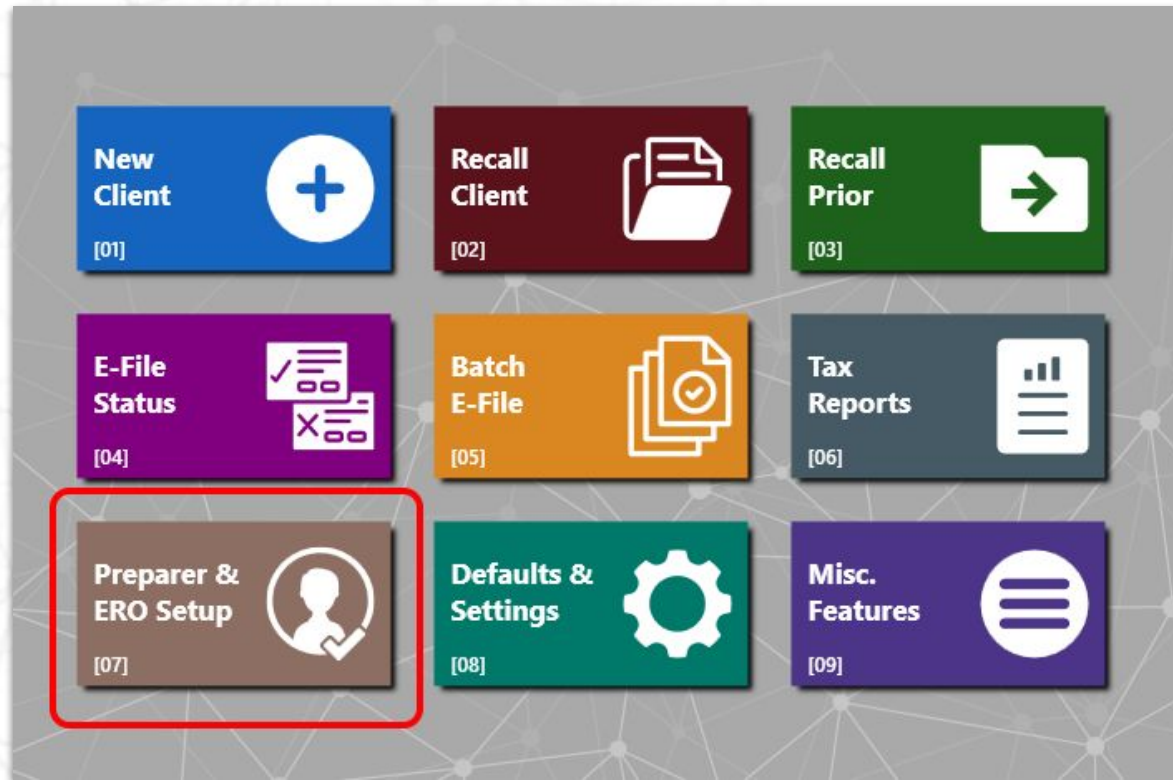 New
Client
[01]
Recall
Client
[02]
Recall
Prior
[03]
E-File
Status
[04]
Batch
E-File
[05]
Tax
Reports
[06]
Preparer &
ERO Setup
[07]
Defaults &
Settings
[08]
Misc.
Features
[09]